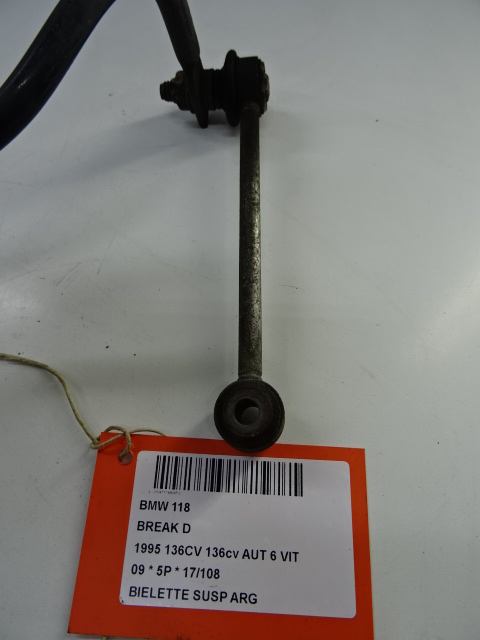 BMW 118
BREAK D
1995 136CV 136cv AUT 6 VIT
09 * 5P * 17/108
BIELETTE SUSP ARG